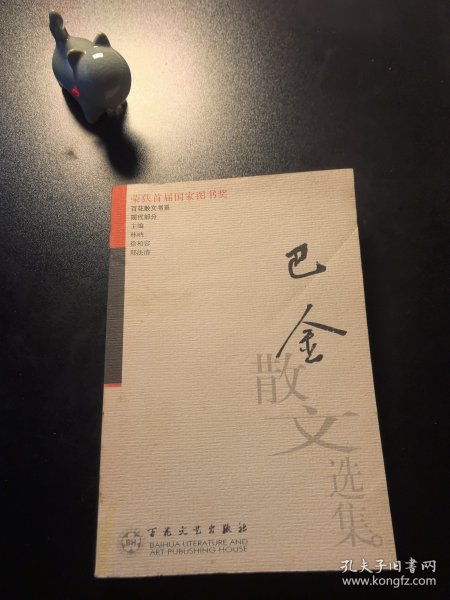 荣获首届国家图书奖
百花散文书系
现代部分
主编
林呐
徐柏容
郑法清
巴金
散文选集
BH
百花文艺出版社
BAIHUA LITERATURE AND
ART PUBLISHING HOUSE
孔夫子旧书网
www.kongfz.com